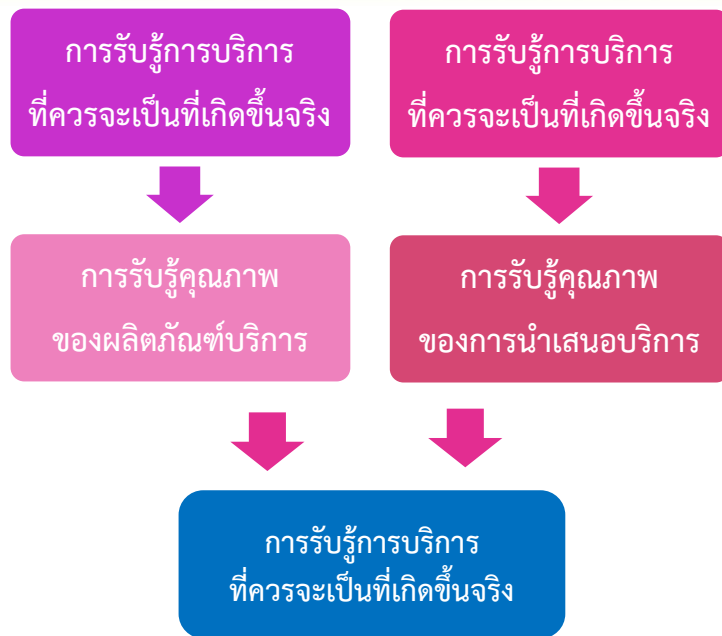 การรับรู้การบริการ
ที่ควรจะเป็นที่เกิดขึ้นจริง
การรับรู้การบริการ
ที่ควรจะเป็นที่เกิดขึ้นจริง
การรับรู้คุณภาพ
ของผลิตภัณฑ์บริการ
การรับรู้คุณภาพ
ของการนำเสนอบริการ
การรับรู้การบริการ
ที่ควรจะเป็นที่เกิดขึ้นจริง